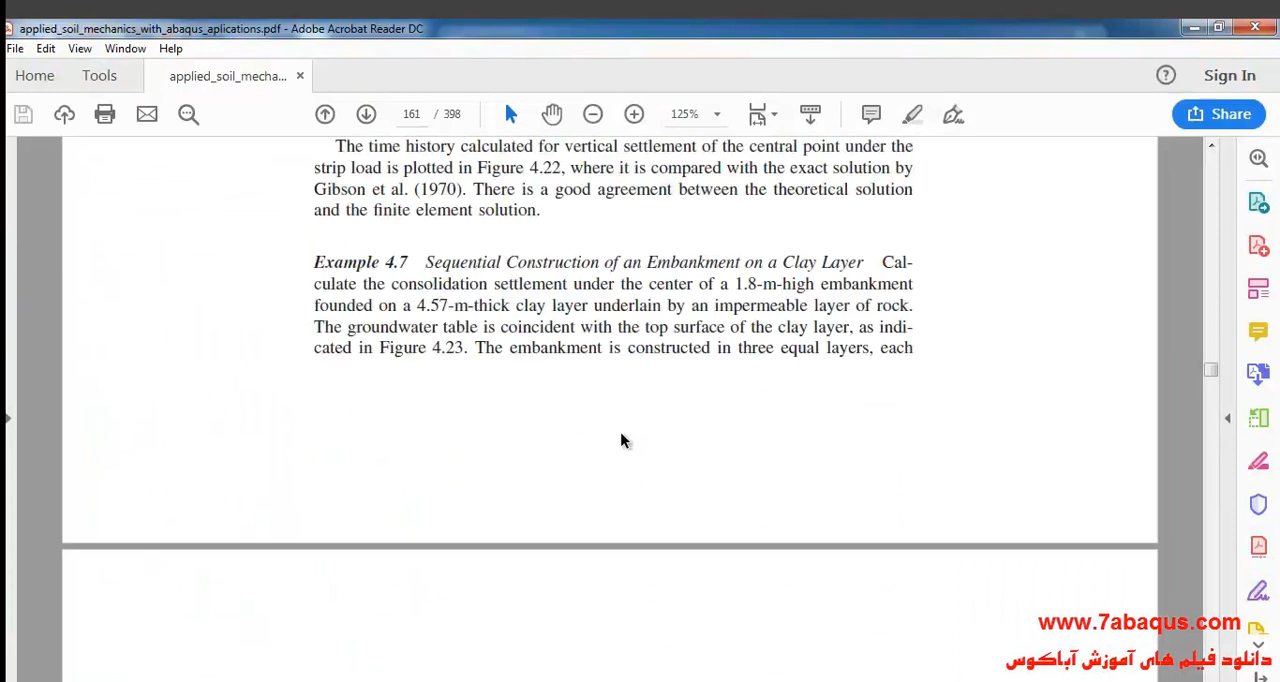 applied_soil_mechanics_with_abaqus_aplications.pdf - Adobe Acrobat Reader DC
File Edit View Window Help
Home Tools applied_soil_mecha... ×
Sign In
161 / 398 125% Share
The time history calculated for vertical settlement of the central point under the
strip load is plotted in Figure 4.22, where it is compared with the exact solution by
Gibson et al. (1970). There is a good agreement between the theoretical solution
and the finite element solution.
Example 4.7 Sequential Construction of an Embankment on a Clay Layer Cal-
culate the consolidation settlement under the center of a 1.8-m-high embankment
founded on a 4.57-m-thick clay layer underlain by an impermeable layer of rock.
The groundwater table is coincident with the top surface of the clay layer, as indi-
cated in Figure 4.23. The embankment is constructed in three equal layers, each
www.7abaqus.com
دانلود فیلم های آموزش آباکوس